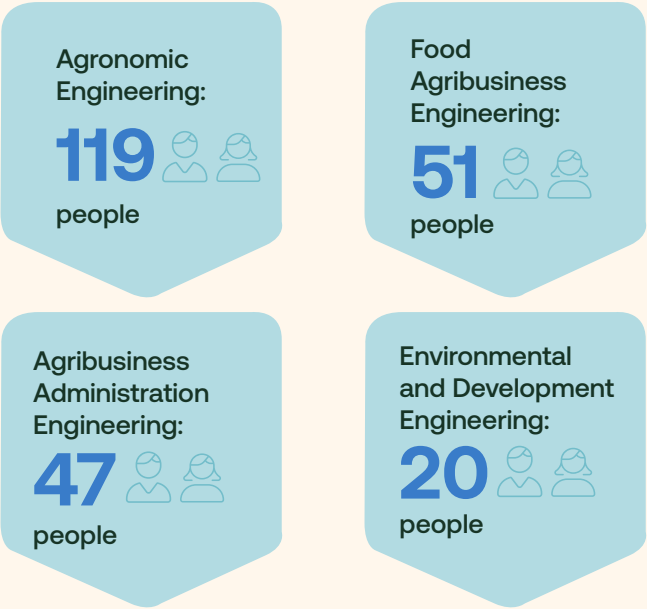 Agronomic
Engineering:
119
people
Food
Agribusiness
Engineering:
51
people
Agribusiness
Administration
Engineering:
47
people
Environmental
and Development
Engineering:
20
people